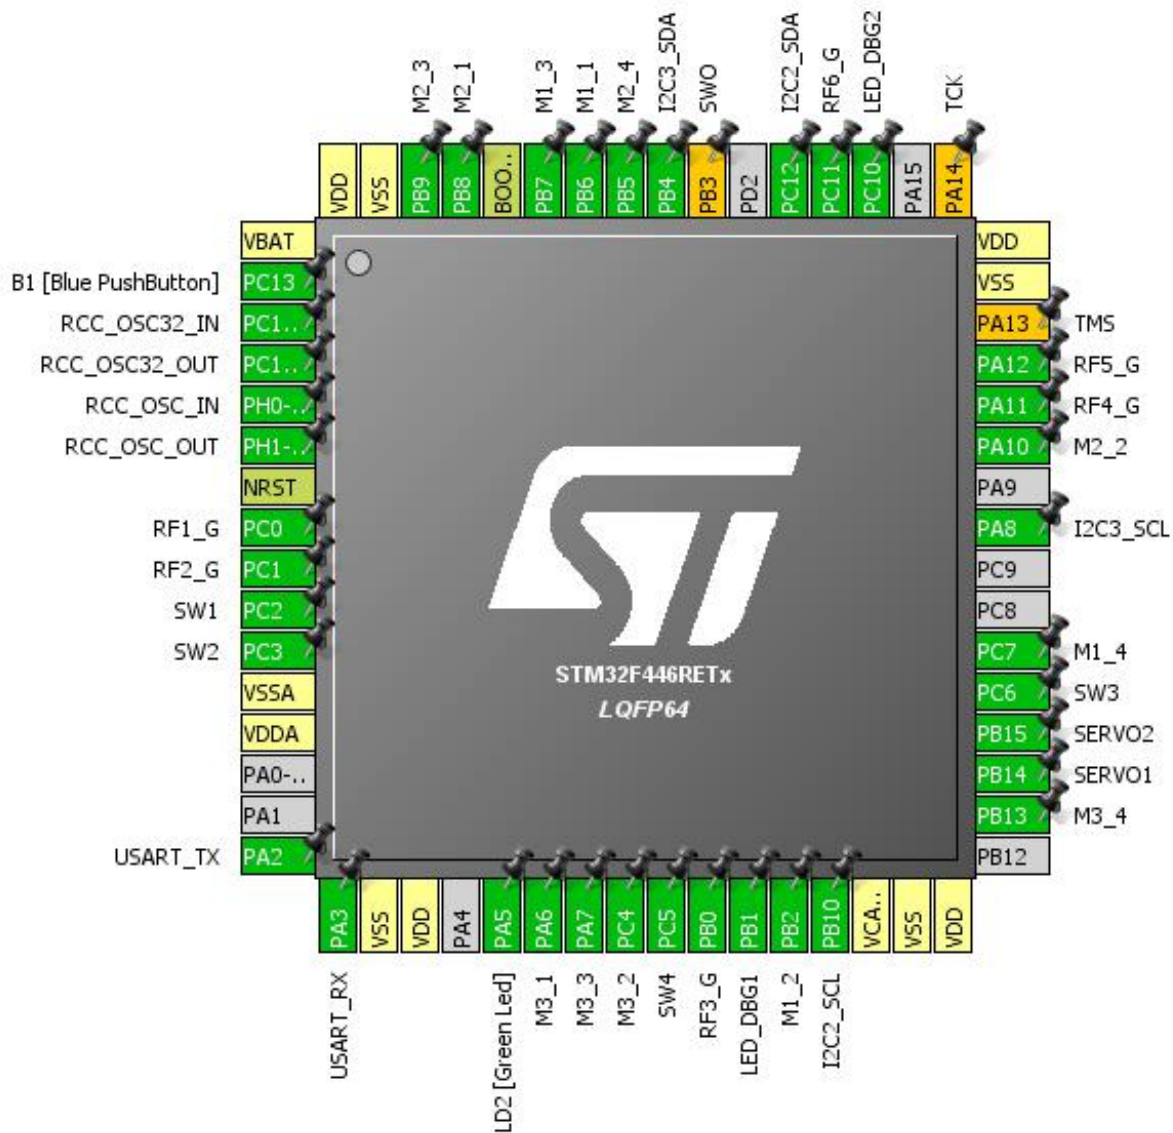 M2_3
M2_1
M1_3
M1_1
M2_4
I2C3_SDA
SWO
I2C2_SDA
RF6_G
LED_DBG2
TCK
VDD
VSS
PB9
PB8
BOO..
PB7
PB6
PB5
PB4
PB3
PD2
PC12
PC11
PC10
PA15
PA14
VBAT
B1 [Blue PushButton] PC13
RCC_OSC32_IN PC1..
RCC_OSC32_OUT PC1..
RCC_OSC_IN PH0-..
RCC_OSC_OUT PH1-..
NRST
RF1_G PC0
RF2_G PC1
SW1 PC2
SW2 PC3
VSSA
VDDA
PA0-..
PA1
USART_TX PA2
ST
STM32F446RETx
LQFP64
VDD
VSS
PA13 TMS
PA12 RF5_G
PA11 RF4_G
PA10 M2_2
PA9
PA8 I2C3_SCL
PC9
PC8
PC7 M1_4
PC6 SW3
PB15 SERVO2
PB14 SERVO1
PB13 M3_4
PB12
PA3
VSS
VDD
PA4
PA5
PA6
PA7
PC4
PC5
PB0
PB1
PB2
PB10
VCA..
VSS
VDD
USART_RX
LD2 [Green Led]
M3_1
M3_3
M3_2
SW4
RF3_G
LED_DBG1
M1_2
I2C2_SCL